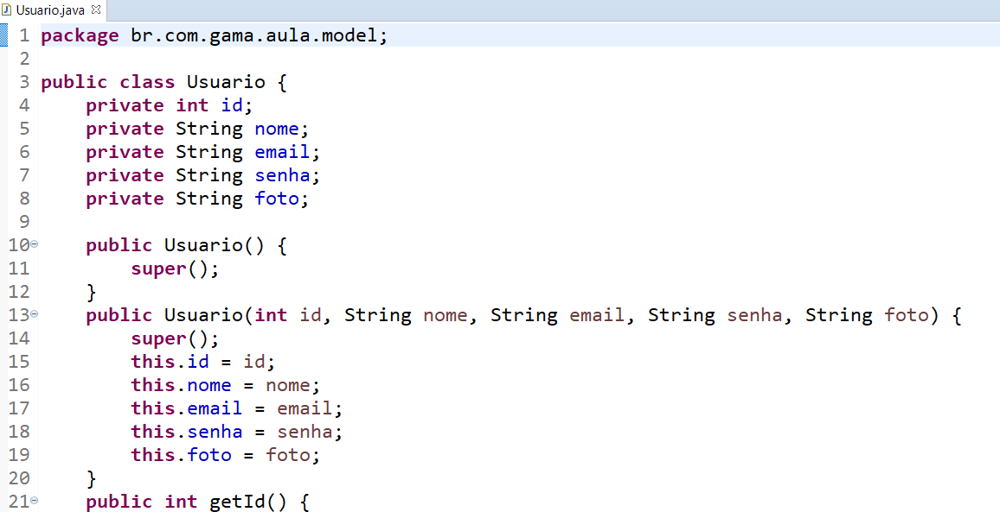 Usuario.java
1 package br.com.gama.aula.model;
2
3 public class Usuario {
4     private int id;
5     private String nome;
6     private String email;
7     private String senha;
8     private String foto;
9
10     public Usuario() {
11         super();
12     }
13     public Usuario(int id, String nome, String email, String senha, String foto) {
14         super();
15         this.id = id;
16         this.nome = nome;
17         this.email = email;
18         this.senha = senha;
19         this.foto = foto;
20     }
21     public int getId() {